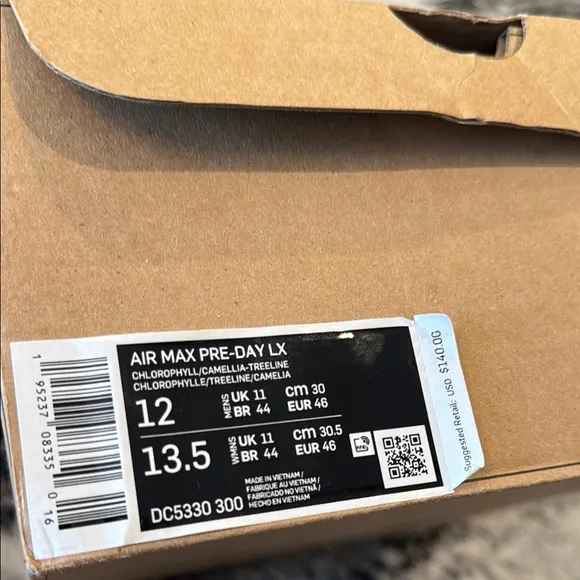 AIR MAX PRE-DAY LX
CHLOROPHYLL/CAMELLIA-TREELINE
CHLOROPHYLLE/TREELINE/CAMELIA
12 MENS UK 11 CM 30
BR 44 EUR 46
13.5 WMNS UK 11 CM 30.5
BR 44 EUR 46
MADE IN VIETNAM /
FABRIQUE AU VIETNAM /
FABRICADO NO VIETNÃ /
HECHO EN VIETNAM
DC5330 300
1 95237 08335 0 16
Suggested Retail: USD $140.00